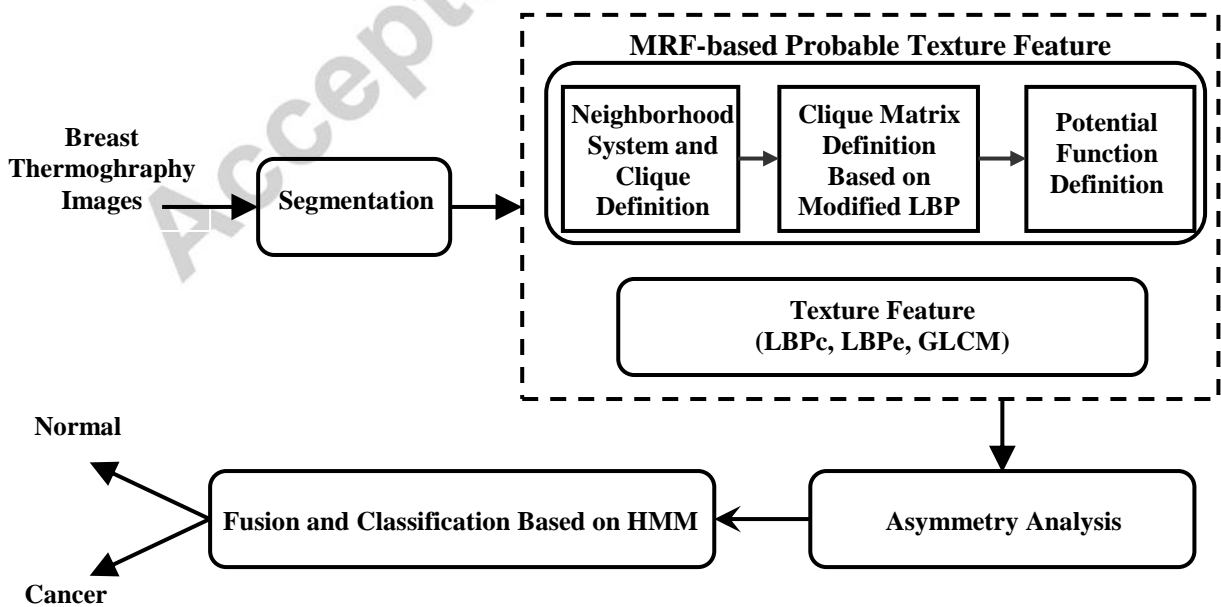 Accept
MRF-based Probable Texture Feature
Breast
Thermoghraphy
Images
Segmentation
Neighborhood
System and
Clique
Definition
Clique Matrix
Definition
Based on
Modified LBP
Potential
Function
Definition
Texture Feature
(LBPc, LBPe, GLCM)
Normal
Fusion and Classification Based on HMM
Asymmetry Analysis
Cancer